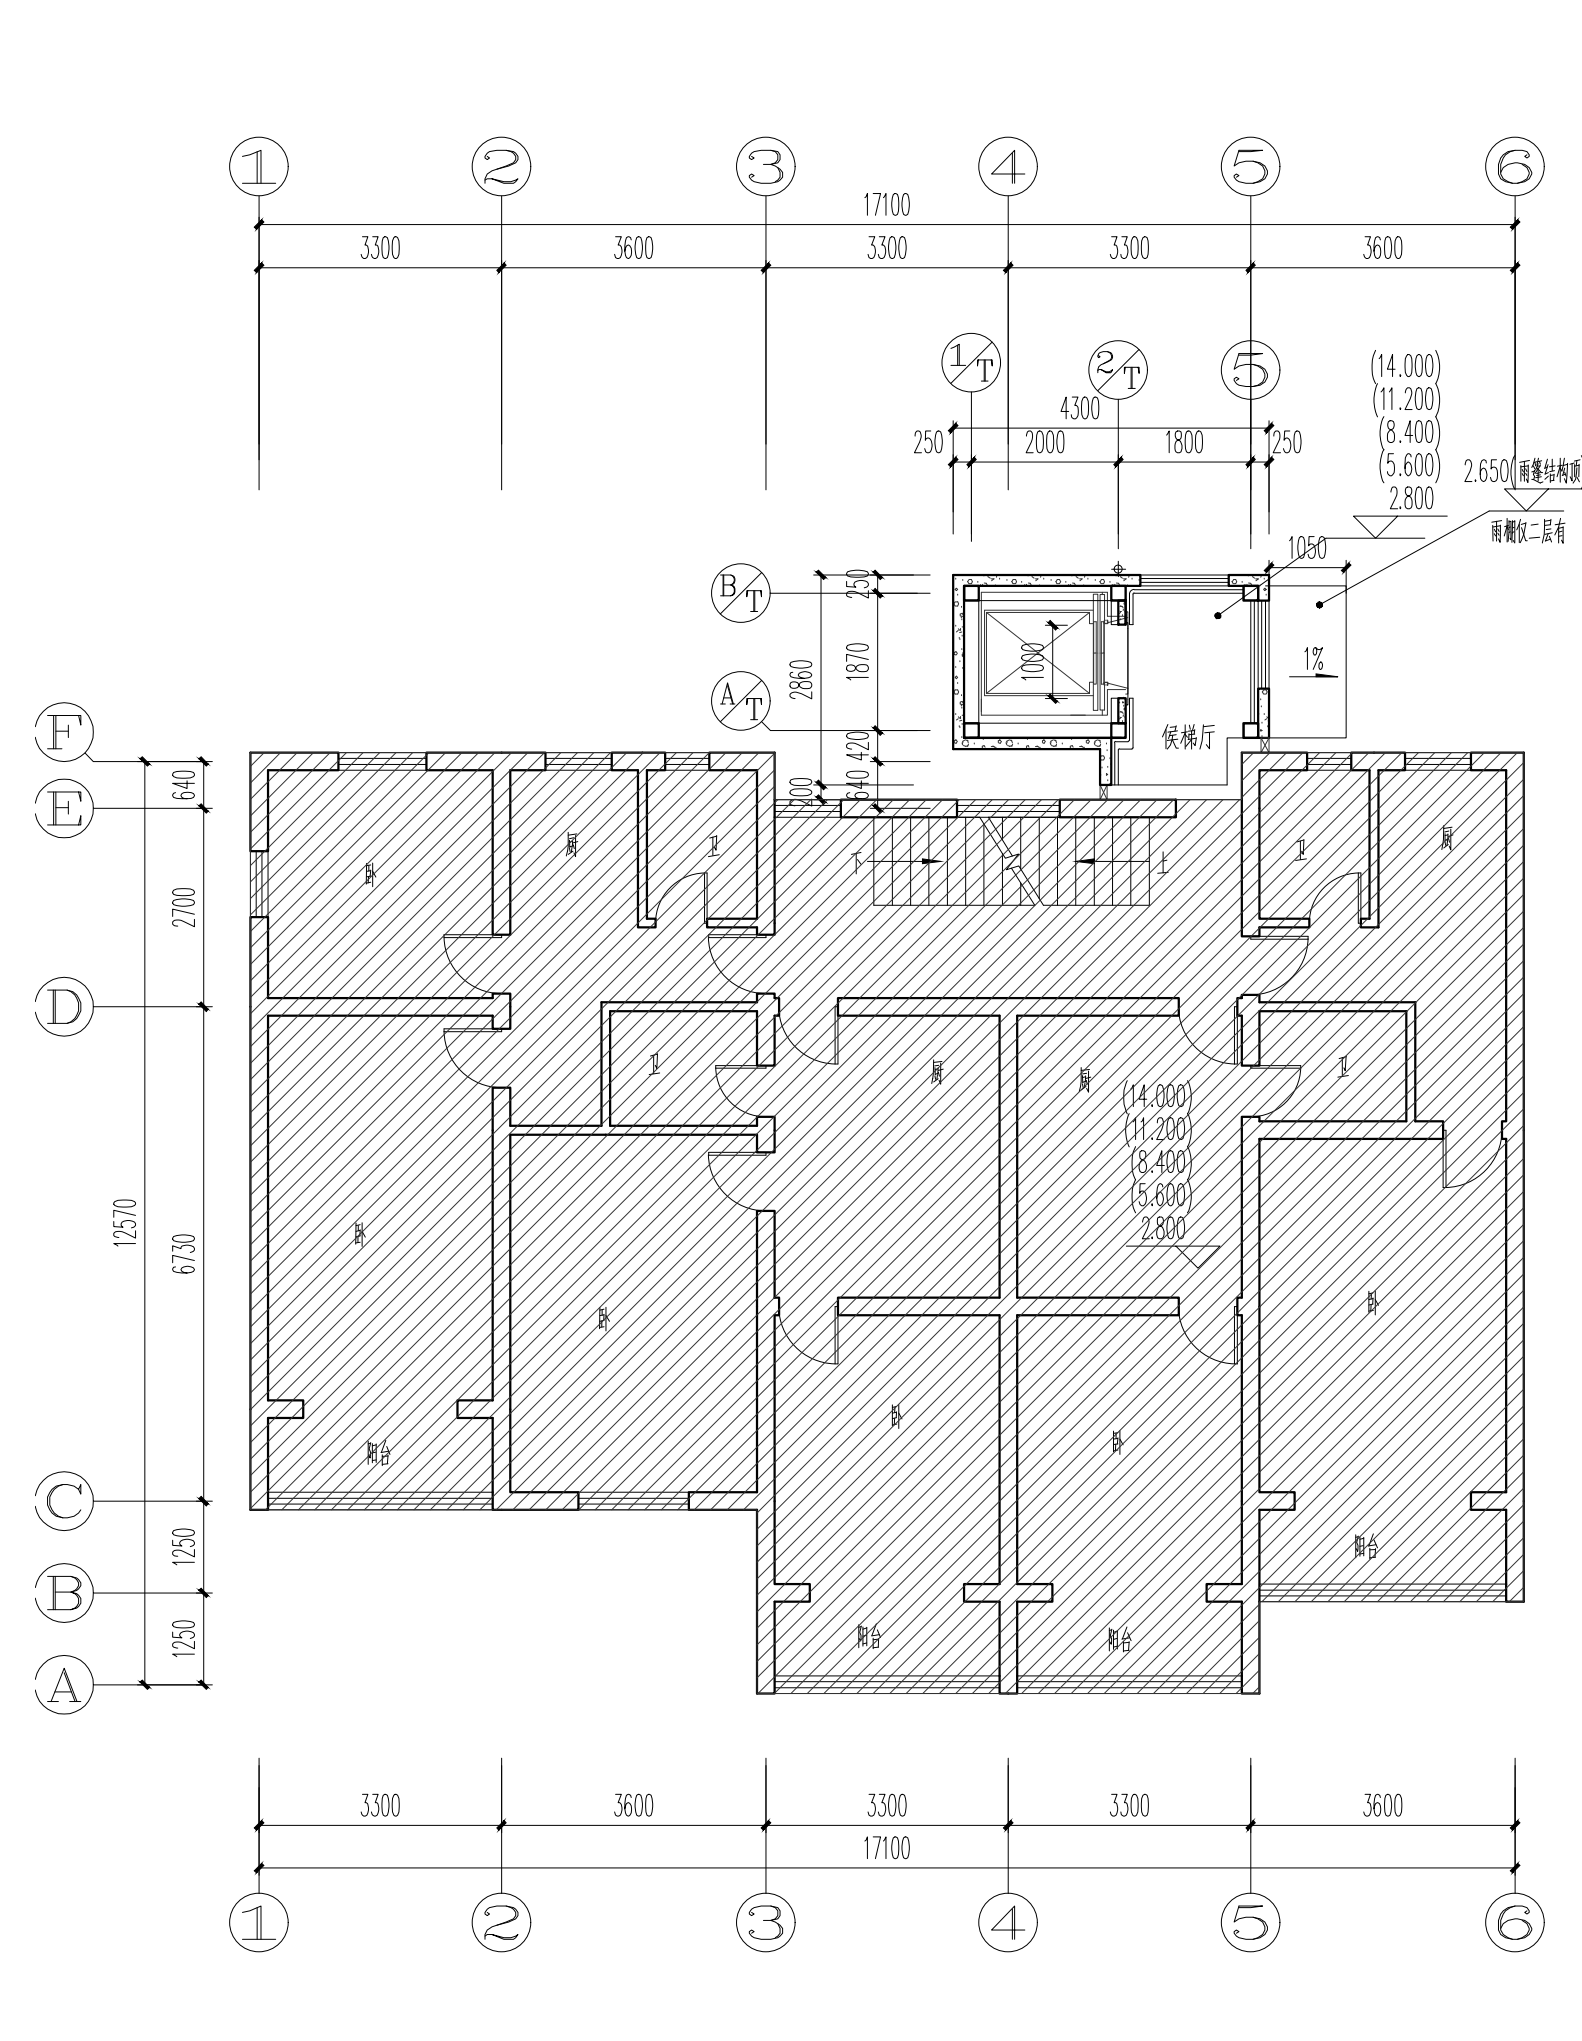 1 2 3 4 5 6
17100
3300 3600 3300 3300 3600
1/T 2/T 5
(14.000)
(11.200)
(8.400)
(5.600)
2.800
4300
250 2000 1800 250
2.650(雨篷结构顶
雨棚仅二层有
1050
B/T
250
1870
2860
1000
1%
A/T
420
640
200
侯梯厅
F
640
E
2700
D
12570
6730
C
1250
B
1250
A
卧 厨 卫 下 上 卫 厨
卫 厨 厨 卫
(14.000)
(11.200)
(8.400)
(5.600)
2.800
卧 卧 卧
卧 卧
阳台 阳台
阳台 阳台
3300 3600 3300 3300 3600
17100
1 2 3 4 5 6